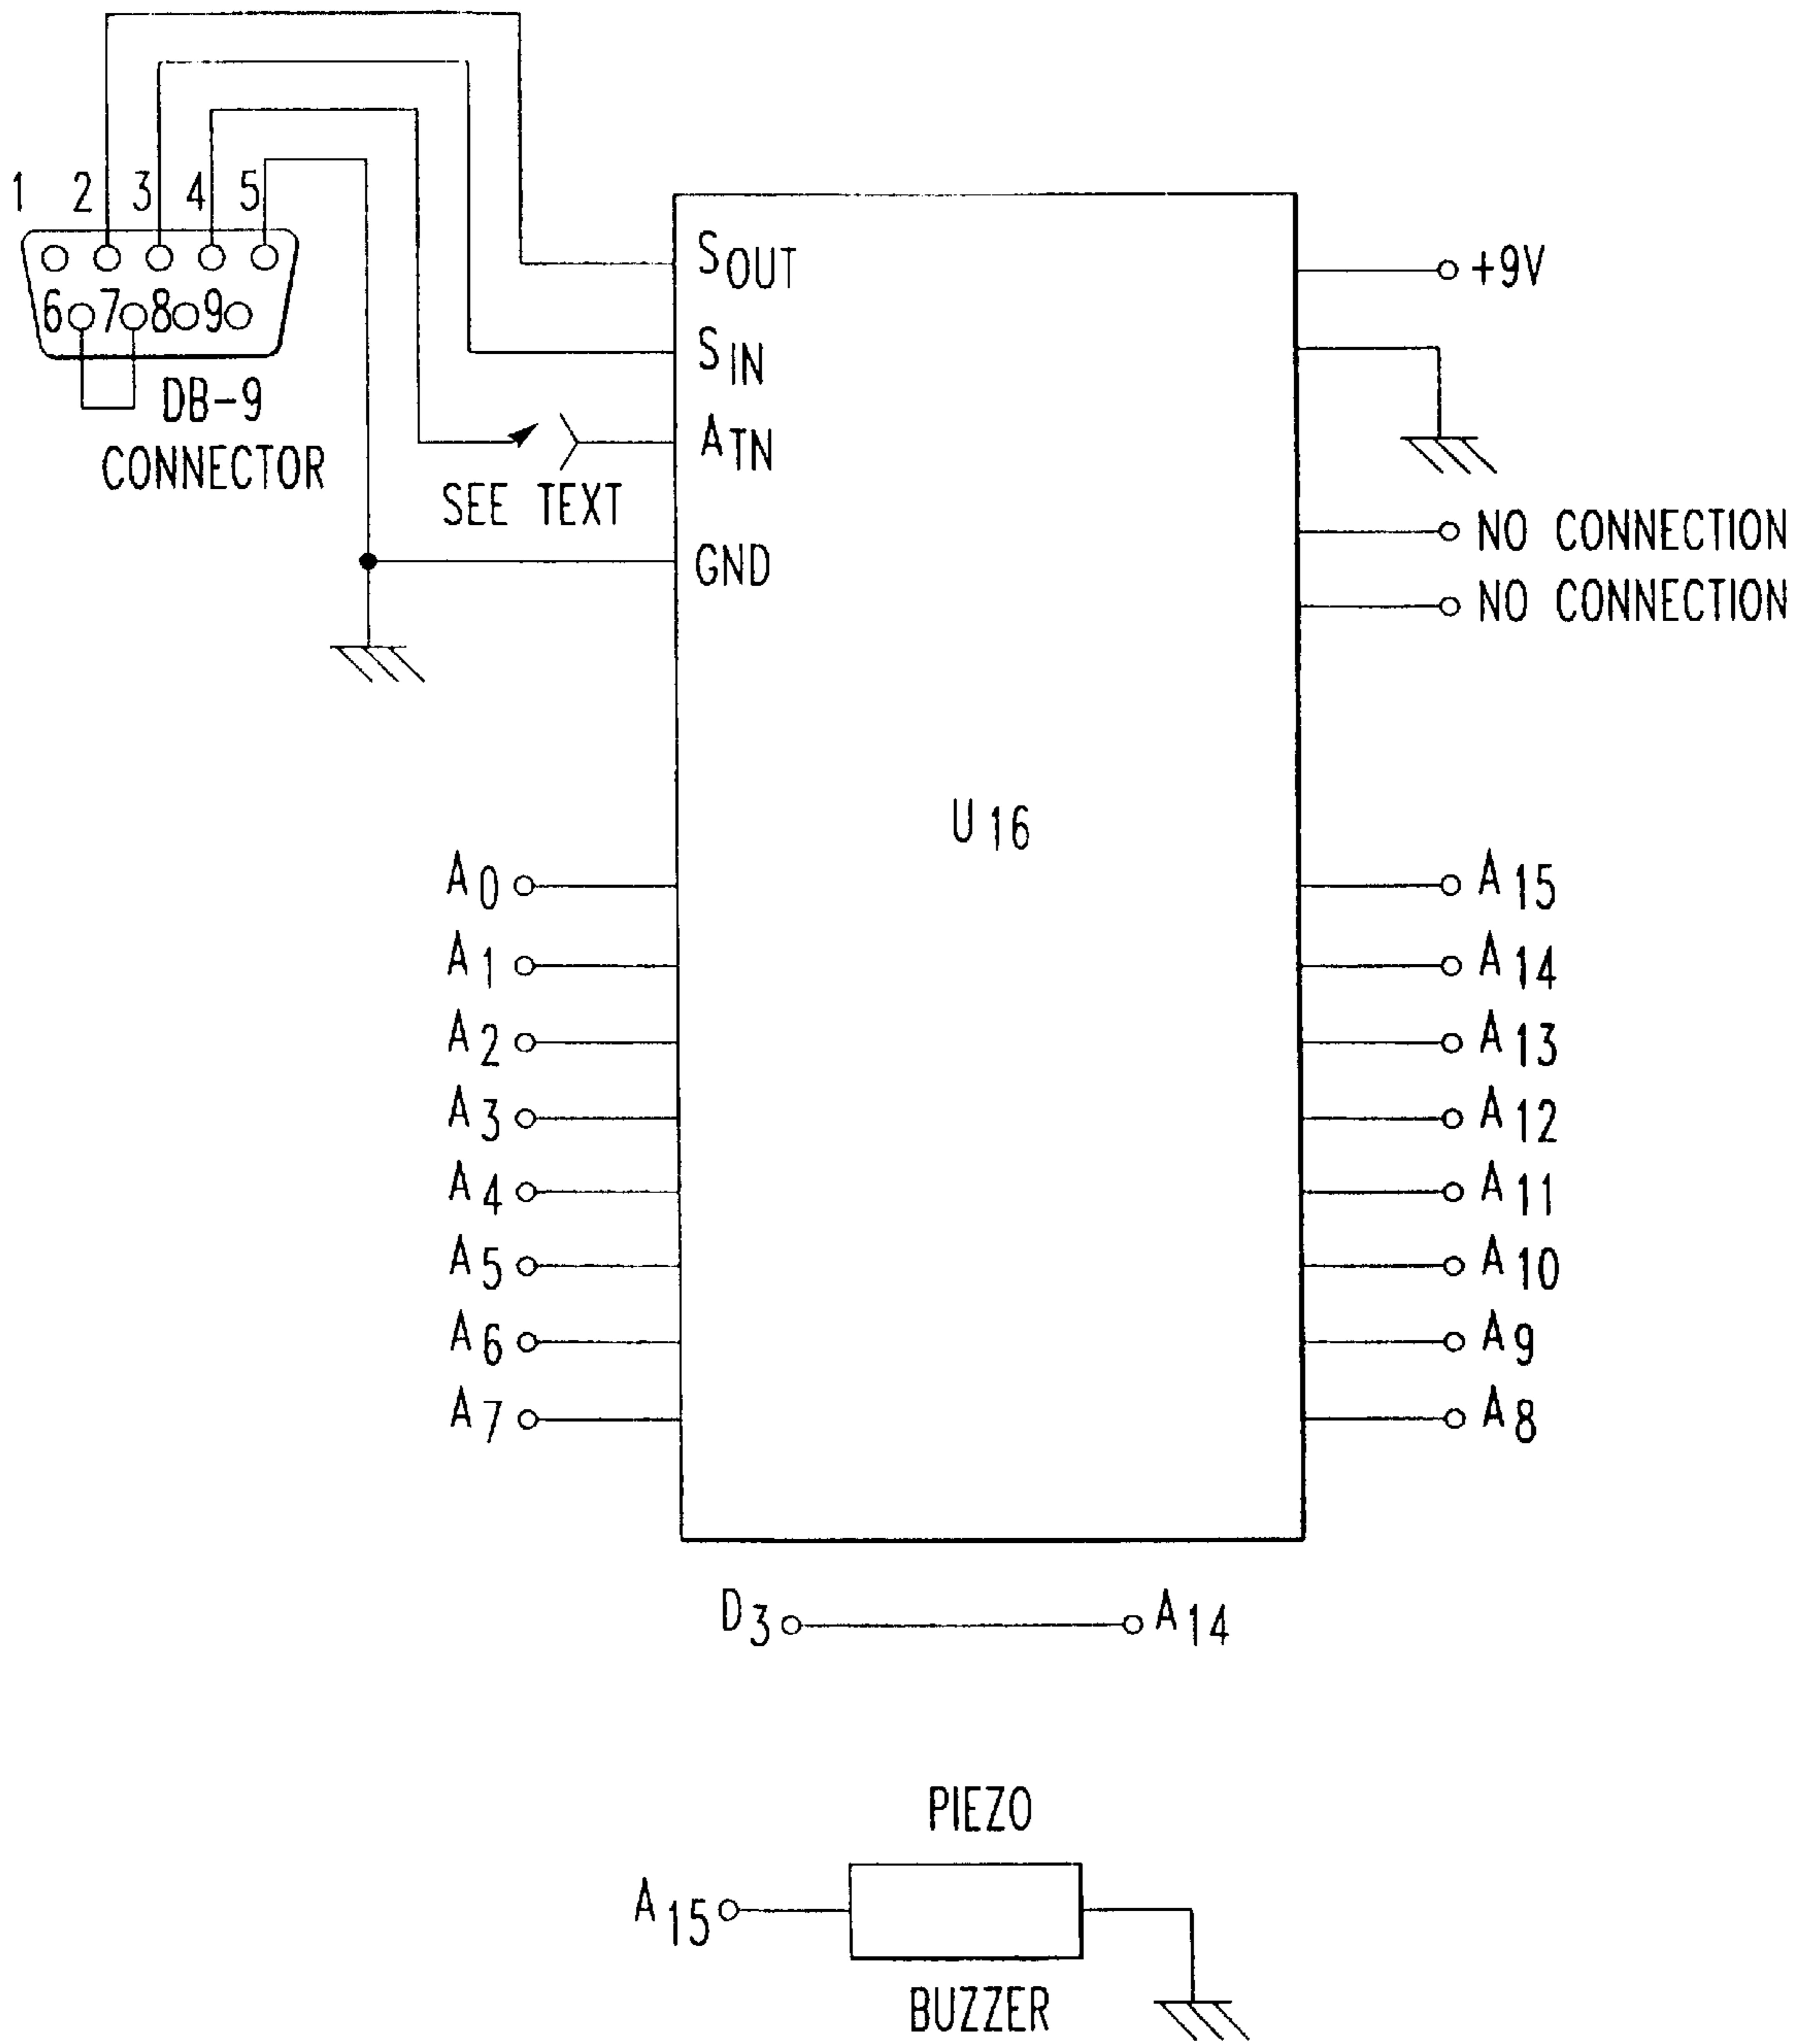 1 2 3 4 5
6 7 8 9
DB-9
CONNECTOR
SOUT
SIN
ATN
SEE TEXT
GND
+9V
NO CONNECTION
NO CONNECTION
U16
A0
A1
A2
A3
A4
A5
A6
A7
A15
A14
A13
A12
A11
A10
A9
A8
D3 A14
PIEZO
A15
BUZZER